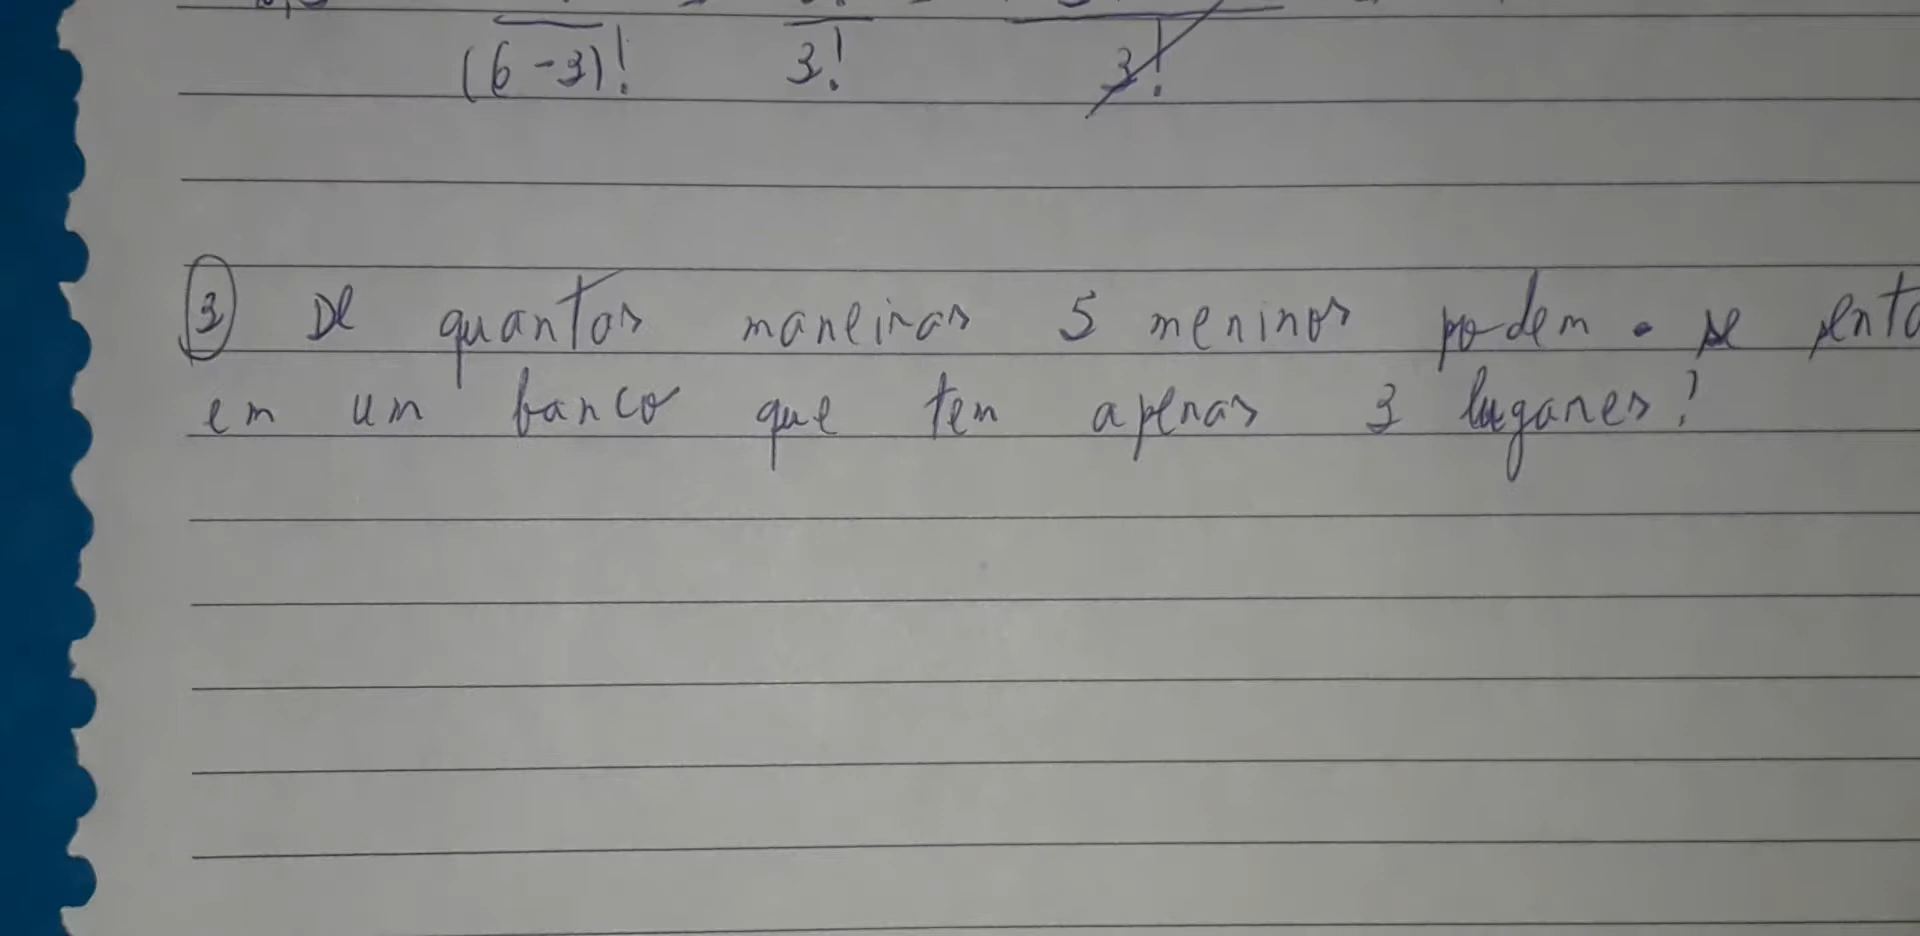 (6-3)! 3! 3!
3 De quantas maneiras 5 meninos podem se senta
em um banco que tem apenas 3 lugares?